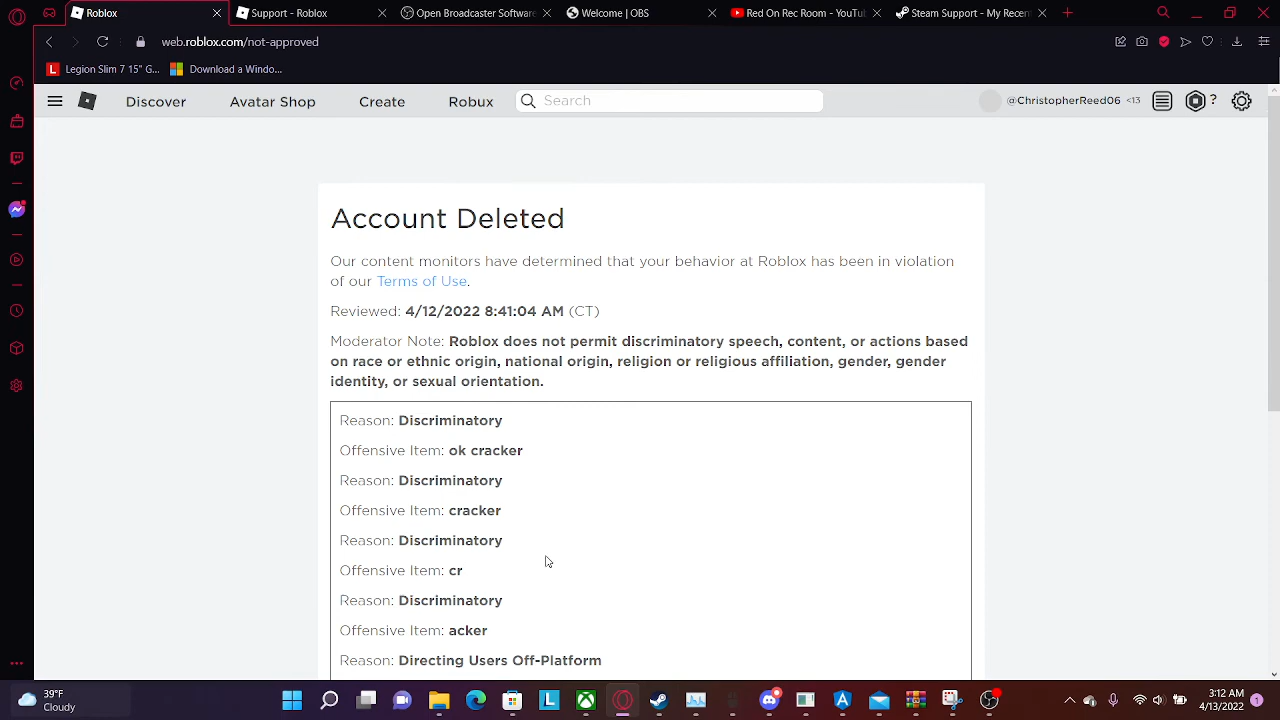 Roblox
Support - Roblox
Open Broadcaster Software
Welcome | OBS
Red On Rec Room - YouTu
Steam Support - My Recen
web.roblox.com/not-approved
Legion Slim 7 15" G...
Download a Windo...
Discover
Avatar Shop
Create
Robux
Search
@ChristopherReed06 <13
?
Account Deleted
Our content monitors have determined that your behavior at Roblox has been in violation
of our Terms of Use.
Reviewed: 4/12/2022 8:41:04 AM (CT)
Moderator Note: Roblox does not permit discriminatory speech, content, or actions based
on race or ethnic origin, national origin, religion or religious affiliation, gender, gender
identity, or sexual orientation.
Reason: Discriminatory
Offensive Item: ok cracker
Reason: Discriminatory
Offensive Item: cracker
Reason: Discriminatory
Offensive Item: cr
Reason: Discriminatory
Offensive Item: acker
Reason: Directing Users Off-Platform
39°F
Cloudy
3:12 AM
4/13/2022
1